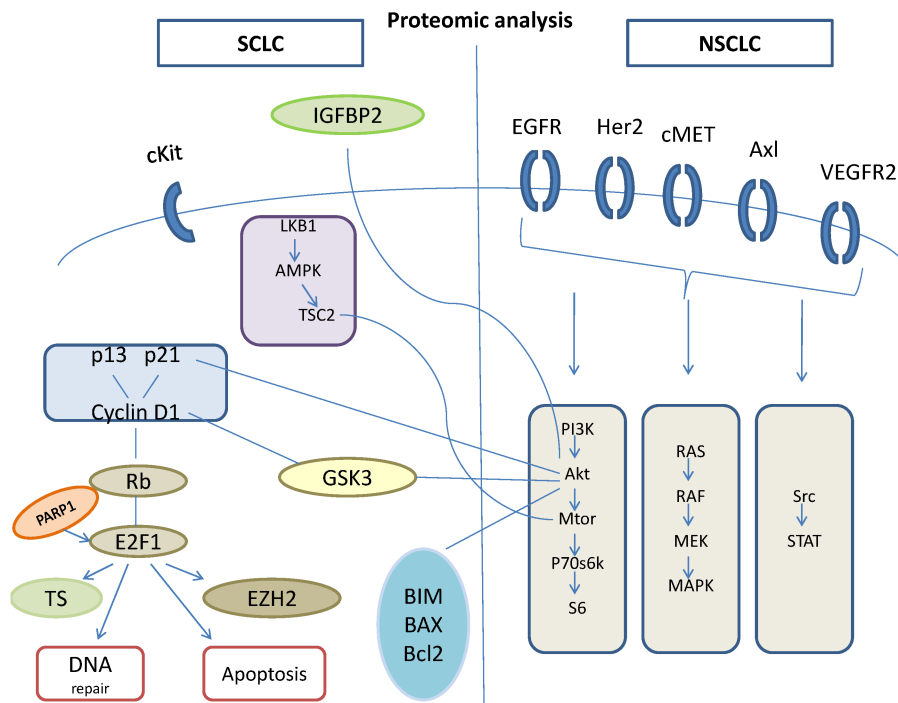 Proteomic analysis
SCLC
NSCLC
IGFBP2
EGFR
Her2
cMET
Axl
VEGFR2
cKit
LKB1
AMPK
TSC2
p13 p21
Cyclin D1
Rb
PARP1
E2F1
TS
EZH2
DNA
repair
Apoptosis
GSK3
BIM
BAX
Bcl2
PI3K
Akt
Mtor
P70s6k
S6
RAS
RAF
MEK
MAPK
Src
STAT